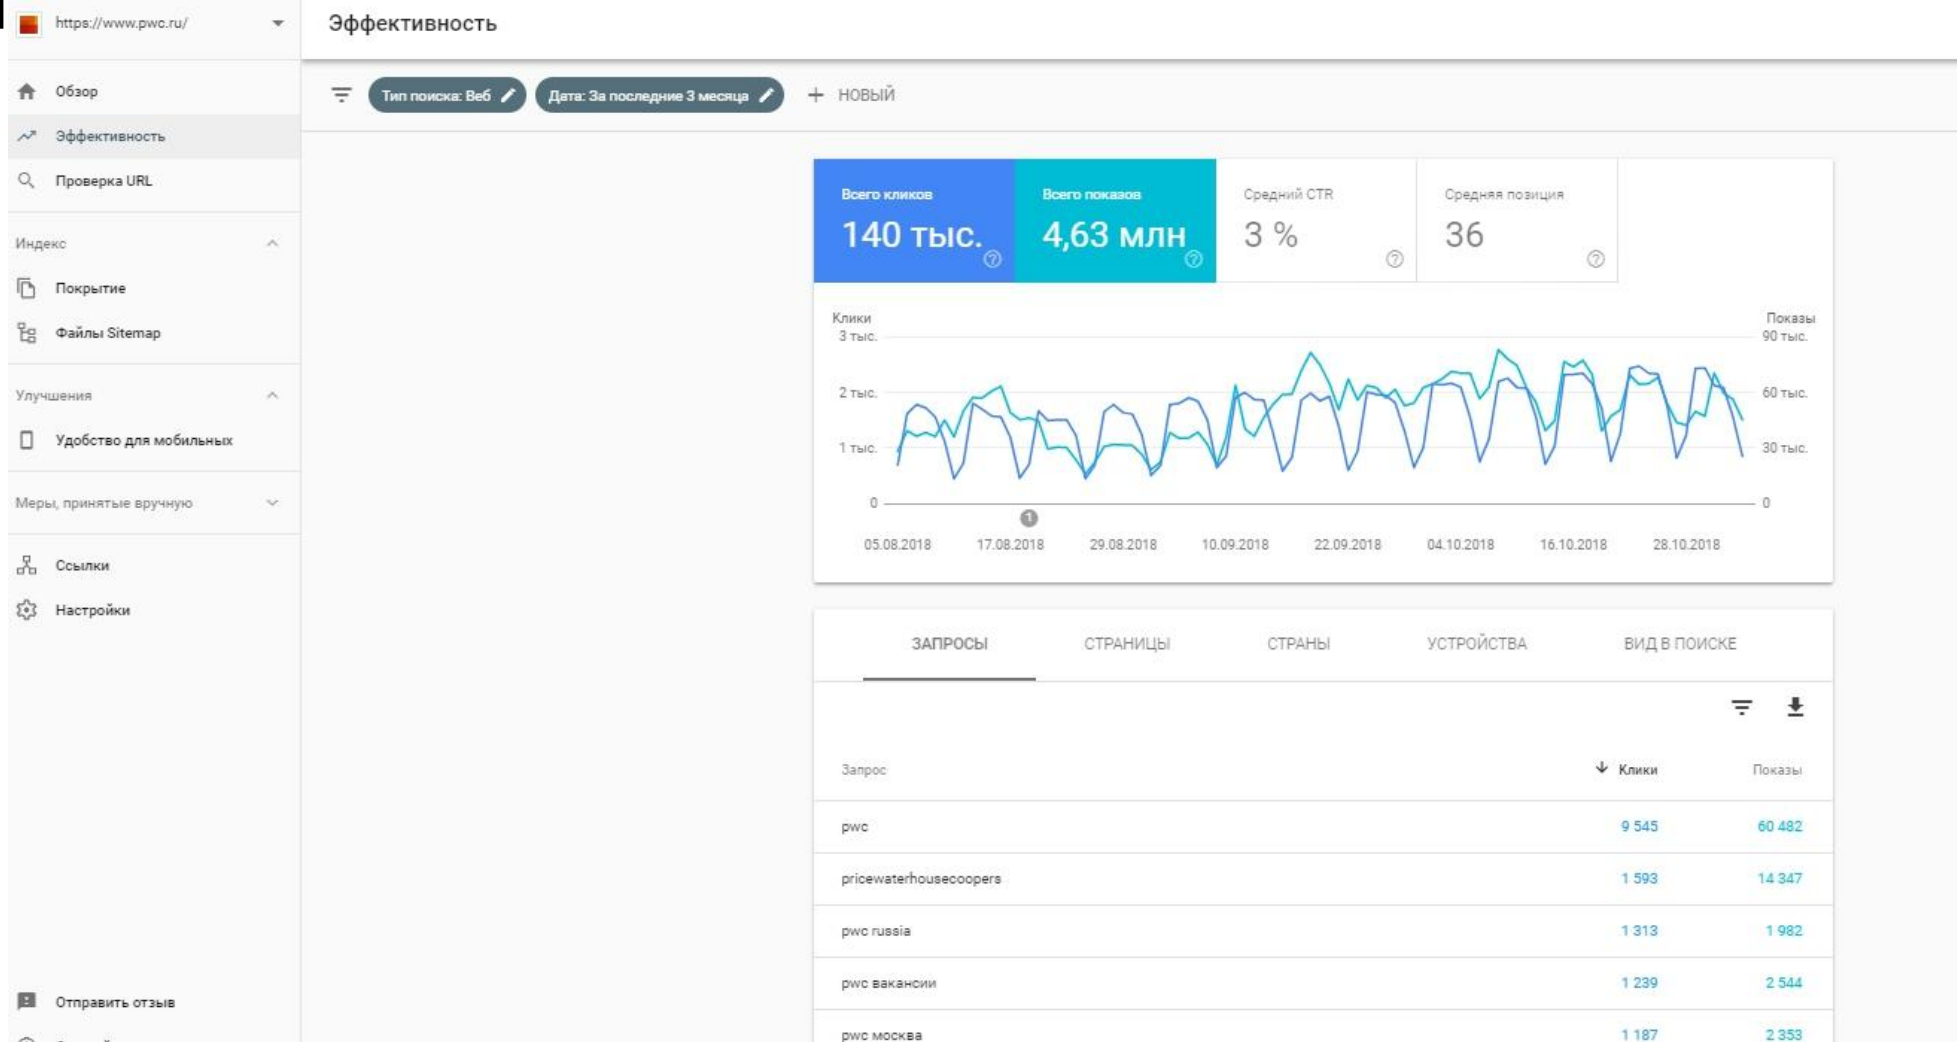 https://www.pwc.ru/
Эффективность
Обзор
Эффективность
Проверка URL
Индекс
Покрытие
Файлы Sitemap
Улучшения
Удобство для мобильных
Меры, принятые вручную
Ссылки
Настройки
Отправить отзыв
Тип поиска: Веб
Дата: За последние 3 месяца
+ НОВЫЙ
Всего кликов
140 тыс.
Всего показов
4,63 млн
Средний CTR
3 %
Средняя позиция
36
Клики
Показы
3 тыс.
90 тыс.
2 тыс.
60 тыс.
1 тыс.
30 тыс.
0
0
1
05.08.2018 17.08.2018 29.08.2018 10.09.2018 22.09.2018 04.10.2018 16.10.2018 28.10.2018
ЗАПРОСЫ СТРАНИЦЫ СТРАНЫ УСТРОЙСТВА ВИД В ПОИСКЕ
Запрос Клики Показы
pwc 9 545 60 482
pricewaterhousecoopers 1 593 14 347
pwc russia 1 313 1 982
pwc вакансии 1 239 2 544
pwc москва 1 187 2 353